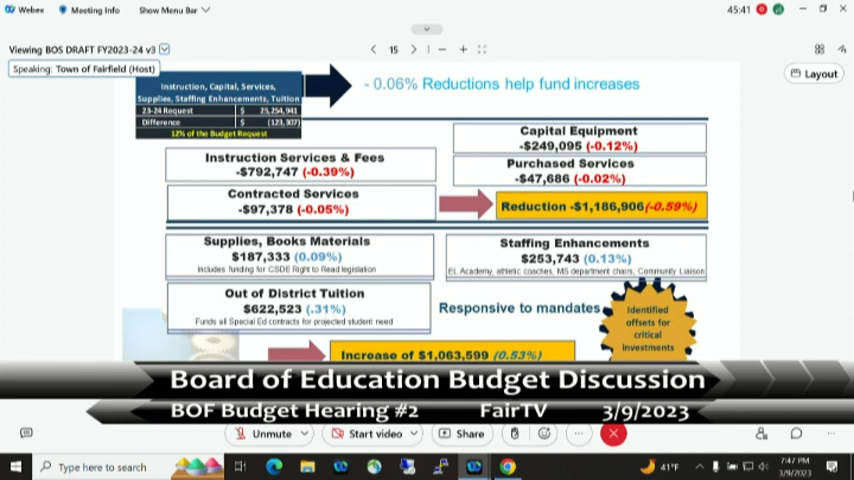 Webex
Meeting Info
Show Menu Bar
45:41
Viewing BOS DRAFT FY2023-24 v3
15
Speaking: Town of Fairfield (Host)
Layout
Instruction, Capital, Services,
Supplies, Staffing Enhancements, Tuition
23-24 Request $ 25,254,941
Difference $ (123,307)
12% of the Budget Request
- 0.06% Reductions help fund increases
Instruction Services & Fees
-$792,747 (-0.39%)
Contracted Services
-$97,378 (-0.05%)
Capital Equipment
-$249,095 (-0.12%)
Purchased Services
-$47,686 (-0.02%)
Reduction -$1,186,906(-0.59%)
Supplies, Books Materials
$187,333 (0.09%)
Includes funding for CSDE Right to Read legislation
Staffing Enhancements
$253,743 (0.13%)
EL Academy, athletic coaches, MS department chairs, Community Liaison
Out of District Tuition
$622,523 (.31%)
Funds all Special Ed contracts for projected student need
Responsive to mandates
Identified
offsets for
critical
investments
Increase of $1,063,599 (0.53%)
Board of Education Budget Discussion
BOF Budget Hearing #2 FairTV 3/9/2023
Unmute
Start video
Share
Type here to search
41°F
7:47 PM
3/9/2023